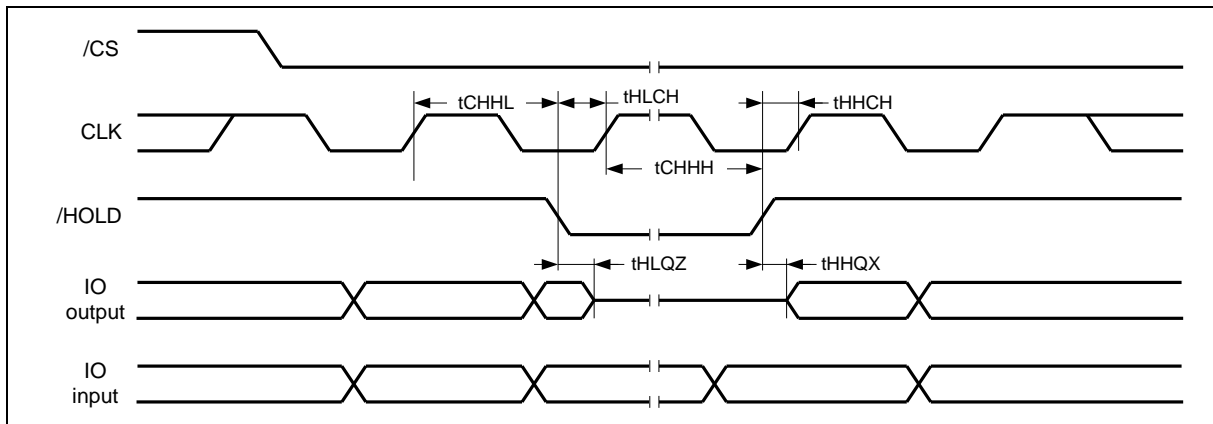 /CS
tCHHL
tHLCH
tHHCH
CLK
tCHHH
/HOLD
tHLQZ
tHHQX
IO
output
IO
input